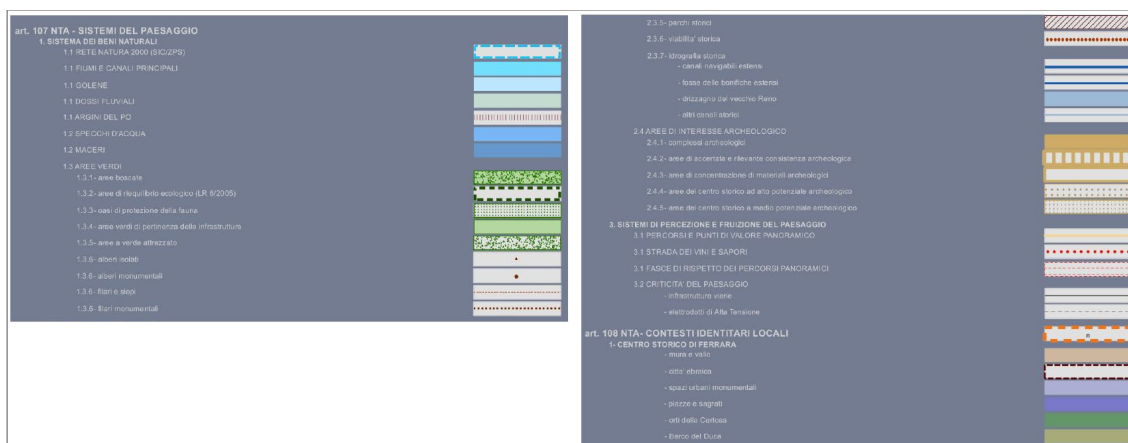 art. 107 NTA - SISTEMI DEL PAESAGGIO
1. SISTEMA DEI BENI NATURALI
1.1 RETE NATURA 2000 (SIC/ZPS)
1.1 FIUMI E CANALI PRINCIPALI
1.1 GOLENE
1.1 DOSSI FLUVIALI
1.1 ARGINI DEL PO
1.2 SPECCHI D'ACQUA
1.2 MACERI
1.3 AREE VERDI
1.3.1- aree boscate
1.3.2- aree di riequilibrio ecologico (LR 6/2005)
1.3.3- oasi di protezione della fauna
1.3.4- aree verdi di pertinenza delle infrastrutture
1.3.5- aree a verde attrezzato
1.3.6- alberi isolati
1.3.6- alberi monumentali
1.3.6- filari e siepi
1.3.6- filari monumentali
2.3.5- parchi storici
2.3.6- viabilita' storica
2.3.7- idrografia storica
- canali navigabili estensi
- fosse delle bonifiche estensi
- drizzagno del vecchio Reno
- altri canali storici
2.4 AREE DI INTERESSE ARCHEOLOGICO
2.4.1- complessi archeologici
2.4.2- aree di accertata e rilevante consistenza archeologica
2.4.3- aree di concentrazione di materiali archeologici
2.4.4- aree del centro storico ad alto potenziale archeologico
2.4.5- aree del centro storico a medio potenziale archeologico
3. SISTEMI DI PERCEZIONE E FRUIZIONE DEL PAESAGGIO
3.1 PERCORSI E PUNTI DI VALORE PANORAMICO
3.1 STRADA DEI VINI E SAPORI
3.1 FASCE DI RISPETTO DEI PERCORSI PANORAMICI
3.2 CRITICITA' DEL PAESAGGIO
- infrastrutture viarie
- elettrodotti di Alta Tensione
art. 108 NTA- CONTESTI IDENTITARI LOCALI
1- CENTRO STORICO DI FERRARA
- mura e vallo
- citta' ebraica
- spazi urbani monumentali
- piazze e sagrati
- orti della Certosa
- Barco del Duca